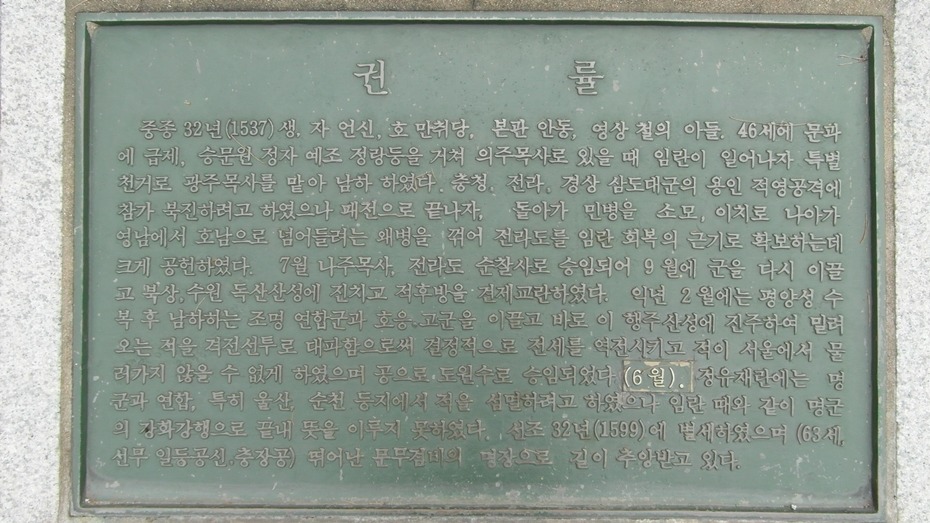 권 률
중종 32년(1537)생. 자 언신, 호 만취당, 본관 안동, 영상 철의 아들. 46세에 문과
에 급제, 승문원 정자 예조 정랑등을 거쳐 의주목사로 있을 때 임란이 일어나자 특별
천거로 광주목사를 맡아 남하 하였다. 충청. 전라. 경상 삼도대군의 용인 적영공격에
참가 북진하려고 하였으나 패전으로 끝나자, 돌아가 민병을 소모, 이치로 나아가
영남에서 호남으로 넘어들려는 왜병을 꺾어 전라도를 임란 회복의 근기로 확보하는데
크게 공헌하였다. 7월 나주목사, 전라도 순찰사로 승임되어 9월에 군을 다시 이끌
고 북상, 수원 독산산성에 진치고 적후방을 견제교란하였다. 익년 2월에는 평양성 수
복 후 남하하는 조명 연합군과 호응.고군을 이끌고 바로 이 행주산성에 진주하여 밀려
오는 적을 격전선투로 대파함으로써 결정적으로 전세를 역전시키고 적이 서울에서 물
러가지 않을 수 없게 하였으며 공으로 도원수로 승임되었다 (6월). 정유재란에는 명
군과 연합, 특히 울산, 순천 등지에서 적을 섬멸하려고 하였으나 임란 때와 같이 명군
의 강화강행으로 끝내 뜻을 이루지 못하였다. 선조 32년(1599)에 별세하였으며 (63세,
선무 일등공신.충장공) 뛰어난 문무겸비의 명장으로 길이 추앙받고 있다.